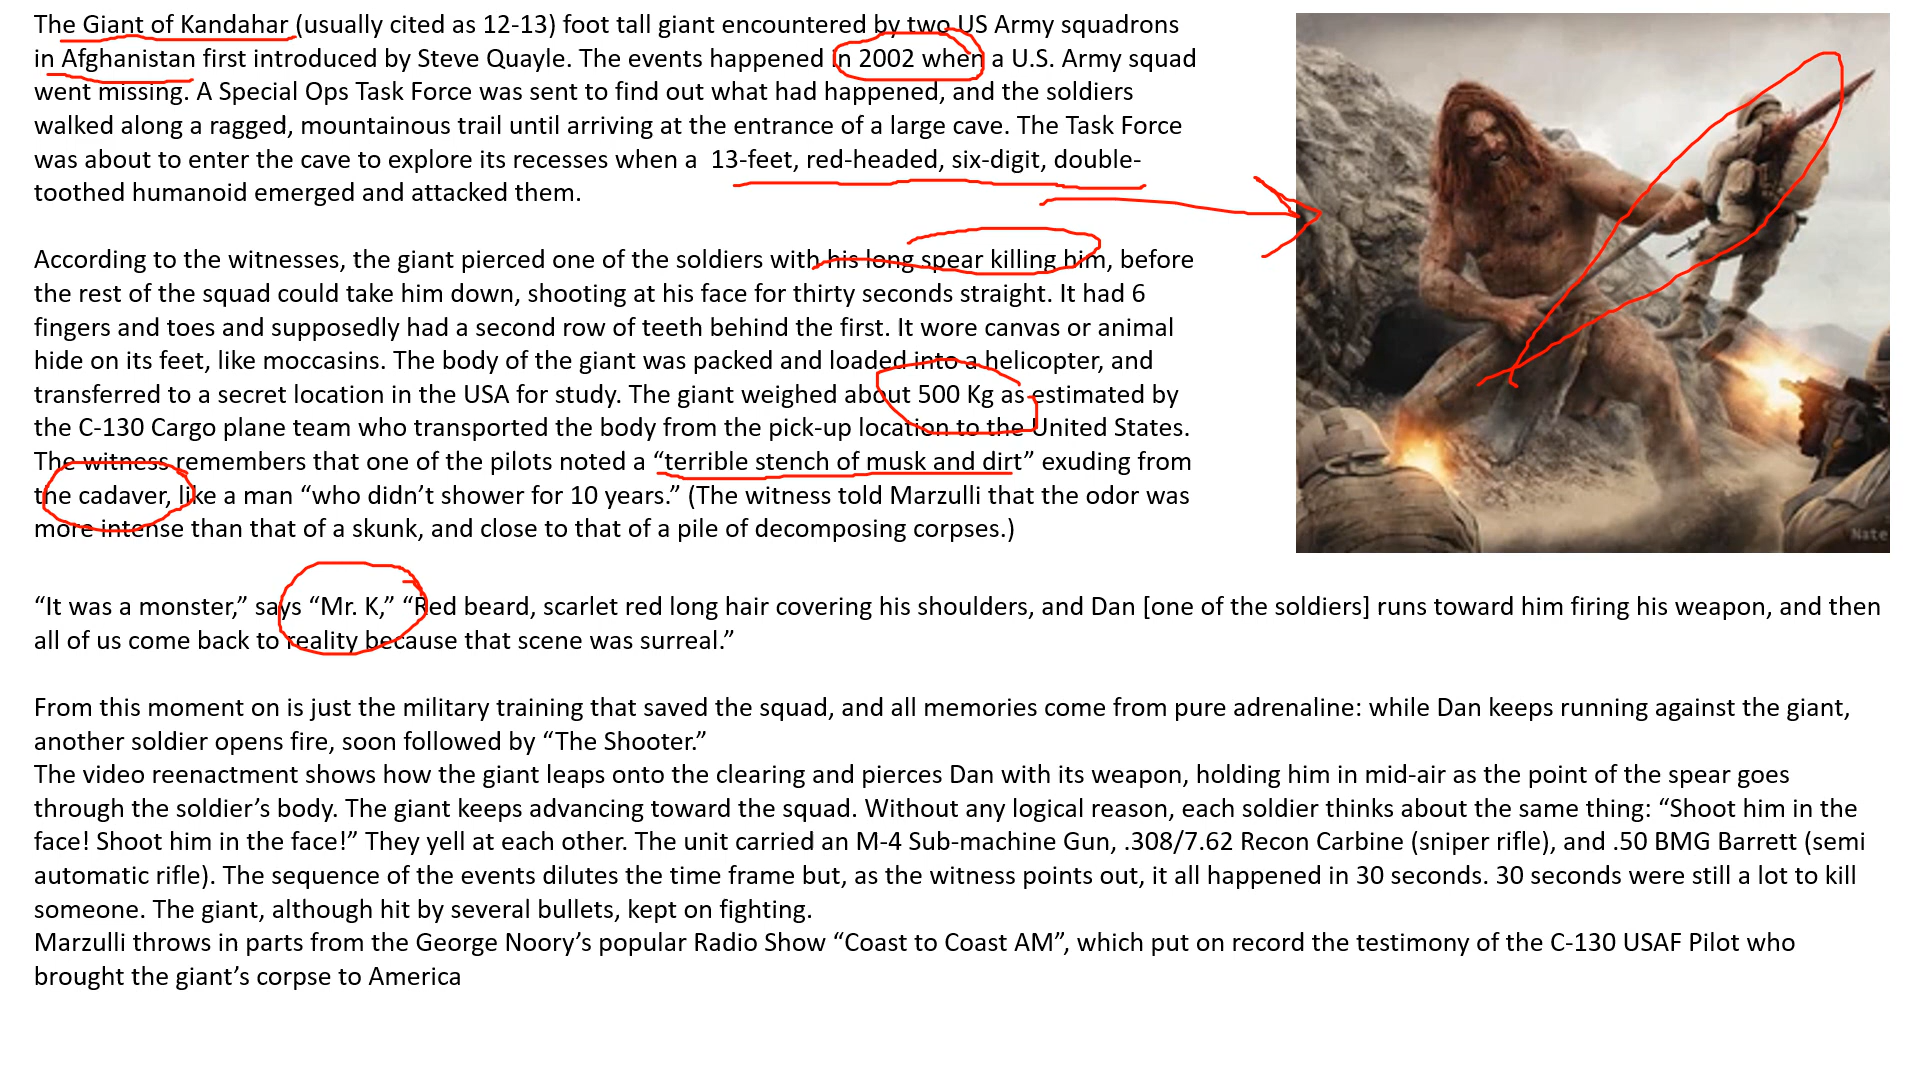 The Giant of Kandahar (usually cited as 12-13) foot tall giant encountered by two US Army squadrons
in Afghanistan first introduced by Steve Quayle. The events happened in 2002 when a U.S. Army squad
went missing. A Special Ops Task Force was sent to find out what had happened, and the soldiers
walked along a ragged, mountainous trail until arriving at the entrance of a large cave. The Task Force
was about to enter the cave to explore its recesses when a  13-feet, red-headed, six-digit, double-
toothed humanoid emerged and attacked them.
According to the witnesses, the giant pierced one of the soldiers with his long spear killing him, before
the rest of the squad could take him down, shooting at his face for thirty seconds straight. It had 6
fingers and toes and supposedly had a second row of teeth behind the first. It wore canvas or animal
hide on its feet, like moccasins. The body of the giant was packed and loaded into a helicopter, and
transferred to a secret location in the USA for study. The giant weighed about 500 Kg as estimated by
the C-130 Cargo plane team who transported the body from the pick-up location to the United States.
The witness remembers that one of the pilots noted a “terrible stench of musk and dirt” exuding from
the cadaver, like a man “who didn’t shower for 10 years.” (The witness told Marzulli that the odor was
more intense than that of a skunk, and close to that of a pile of decomposing corpses.)
Nate
“It was a monster,” says “Mr. K,” “Red beard, scarlet red long hair covering his shoulders, and Dan [one of the soldiers] runs toward him firing his weapon, and then
all of us come back to reality because that scene was surreal.”
From this moment on is just the military training that saved the squad, and all memories come from pure adrenaline: while Dan keeps running against the giant,
another soldier opens fire, soon followed by “The Shooter.”
The video reenactment shows how the giant leaps onto the clearing and pierces Dan with its weapon, holding him in mid-air as the point of the spear goes
through the soldier’s body. The giant keeps advancing toward the squad. Without any logical reason, each soldier thinks about the same thing: “Shoot him in the
face! Shoot him in the face!” They yell at each other. The unit carried an M-4 Sub-machine Gun, .308/7.62 Recon Carbine (sniper rifle), and .50 BMG Barrett (semi
automatic rifle). The sequence of the events dilutes the time frame but, as the witness points out, it all happened in 30 seconds. 30 seconds were still a lot to kill
someone. The giant, although hit by several bullets, kept on fighting.
Marzulli throws in parts from the George Noory’s popular Radio Show “Coast to Coast AM”, which put on record the testimony of the C-130 USAF Pilot who
brought the giant’s corpse to America